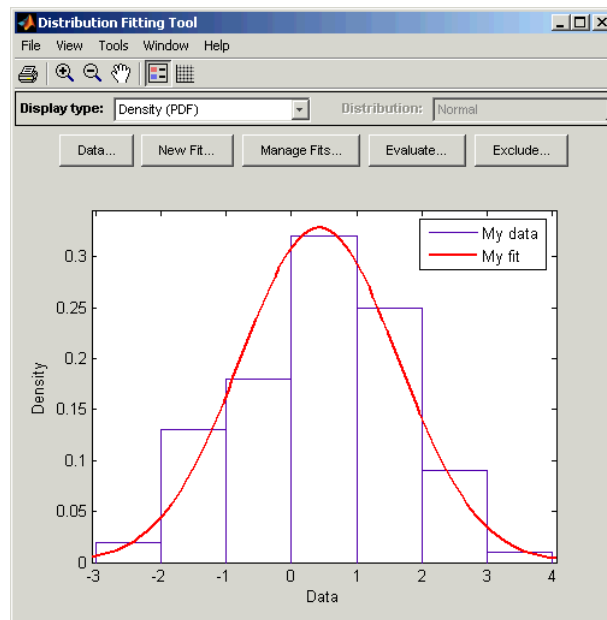 Distribution Fitting Tool
File View Tools Window Help
Display type: Density (PDF) Distribution: Normal
Data... New Fit... Manage Fits... Evaluate... Exclude...
My data
My fit
0.3
0.25
0.2
0.15
0.1
0.05
0
Density
-3 -2 -1 0 1 2 3 4
Data